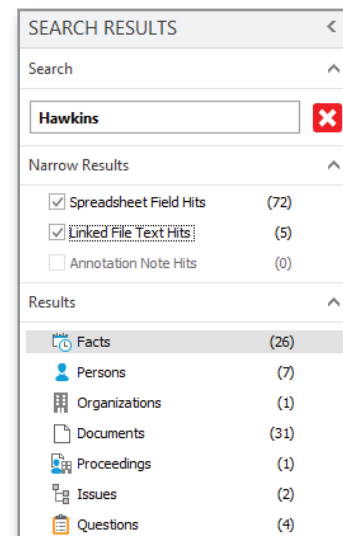 SEARCH RESULTS
Search
Hawkins
Narrow Results
Spreadsheet Field Hits (72)
Linked File Text Hits (5)
Annotation Note Hits (0)
Results
Facts (26)
Persons (7)
Organizations (1)
Documents (31)
Proceedings (1)
Issues (2)
Questions (4)